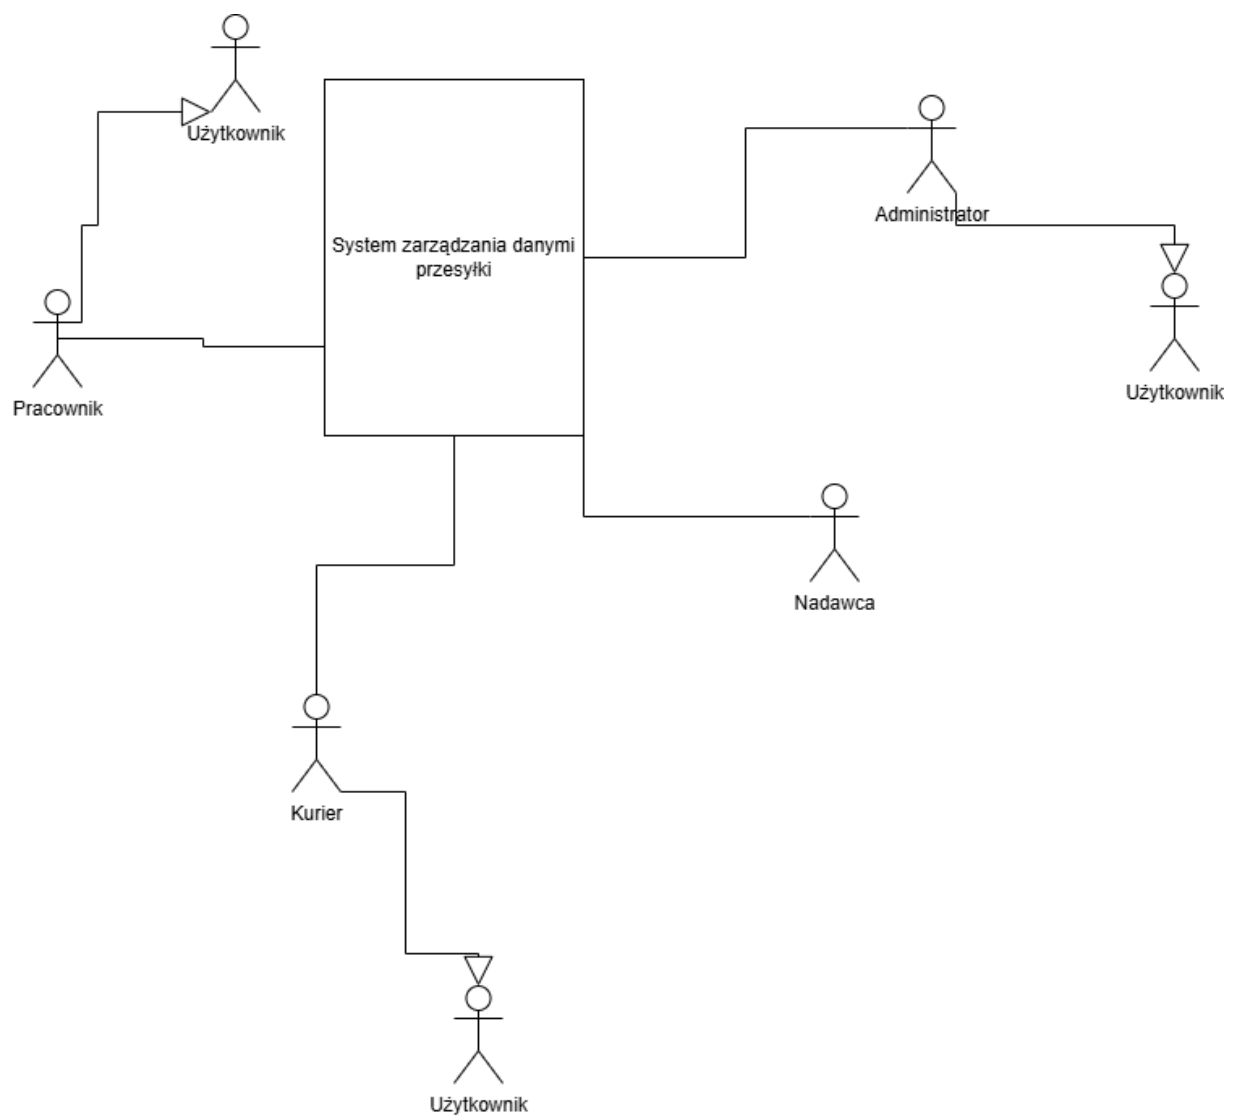 Użytkownik
System zarządzania danymi
przesyłki
Administrator
Użytkownik
Pracownik
Nadawca
Kurier
Użytkownik